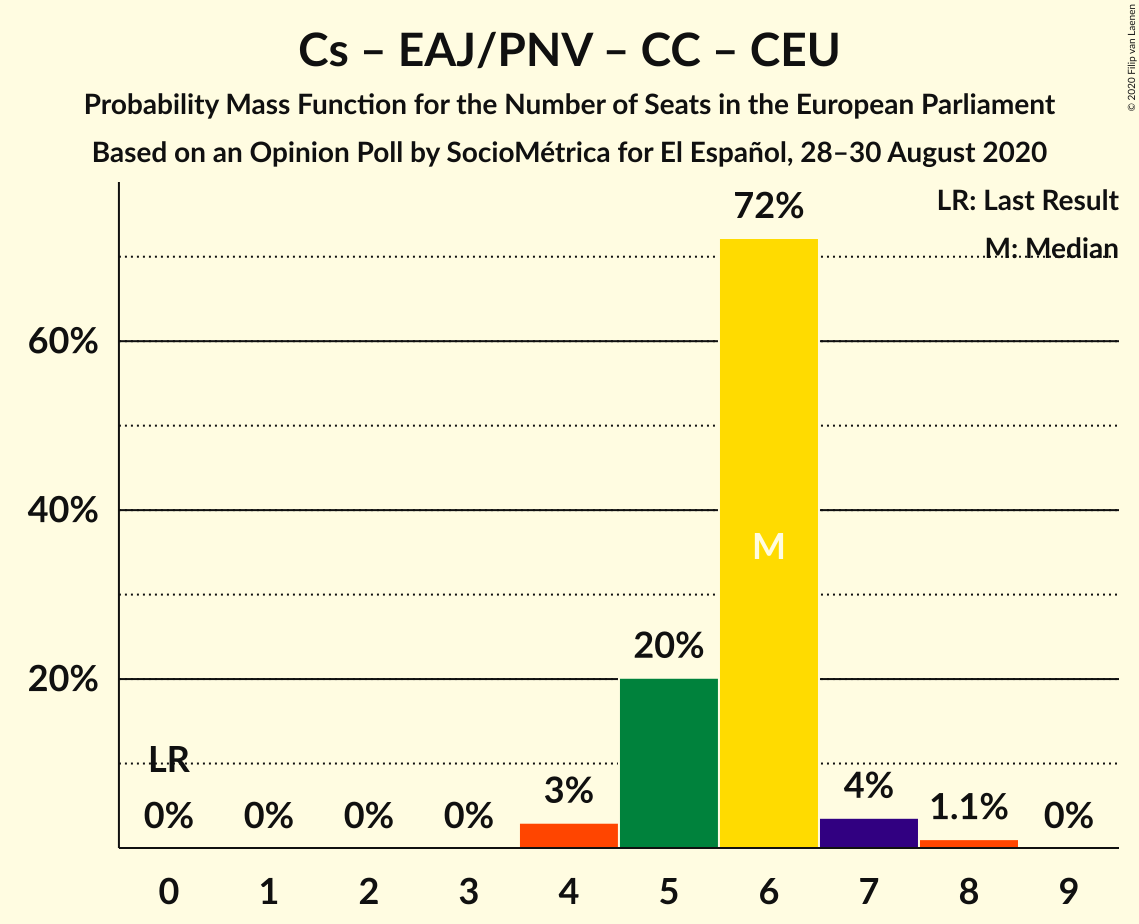 Cs – EAJ/PNV – CC – CEU
Probability Mass Function for the Number of Seats in the European Parliament
Based on an Opinion Poll by SocioMétrica for El Español, 28–30 August 2020
© 2020 Filip van Laenen
LR: Last Result
M: Median
72%
60%
40%
M
20%
20%
LR
0%
0%
0%
0%
3%
4%
1.1%
0%
0 1 2 3 4 5 6 7 8 9